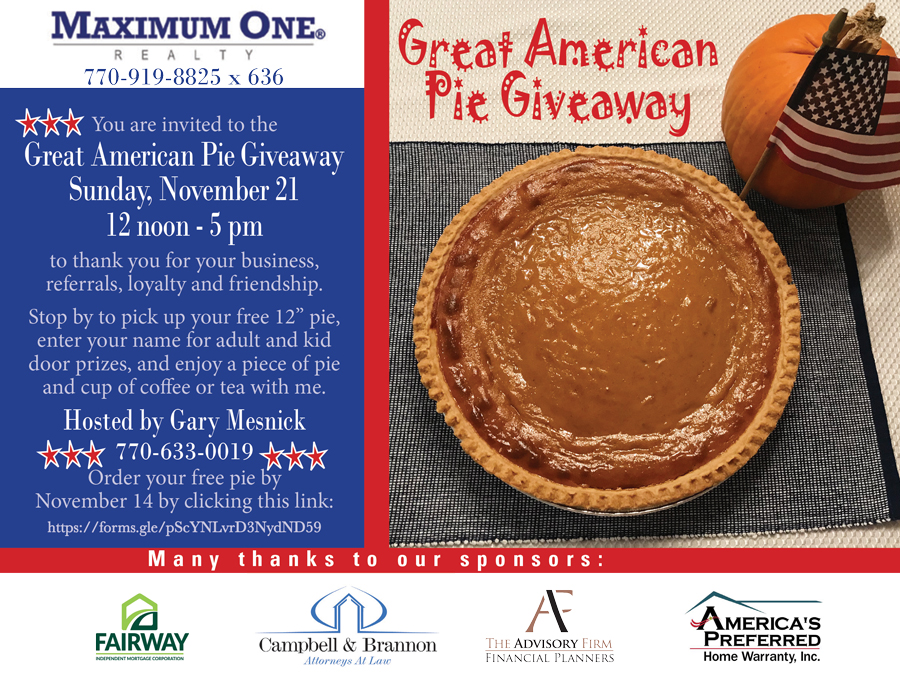 MAXIMUM ONE®
REALTY
770-919-8825 x 636
You are invited to the
Great American Pie Giveaway
Sunday, November 21
12 noon - 5 pm
to thank you for your business,
referrals, loyalty and friendship.
Stop by to pick up your free 12” pie,
enter your name for adult and kid
door prizes, and enjoy a piece of pie
and cup of coffee or tea with me.
Hosted by Gary Mesnick
770-633-0019
Order your free pie by
November 14 by clicking this link:
https://forms.gle/pScYNLvrD3NydND59
Great American
Pie Giveaway
Many thanks to our sponsors:
FAIRWAY
INDEPENDENT MORTGAGE CORPORATION
Campbell & Brannon
Attorneys At Law
AF
THE ADVISORY FIRM
FINANCIAL PLANNERS
AMERICA'S
PREFERRED
Home Warranty, Inc.